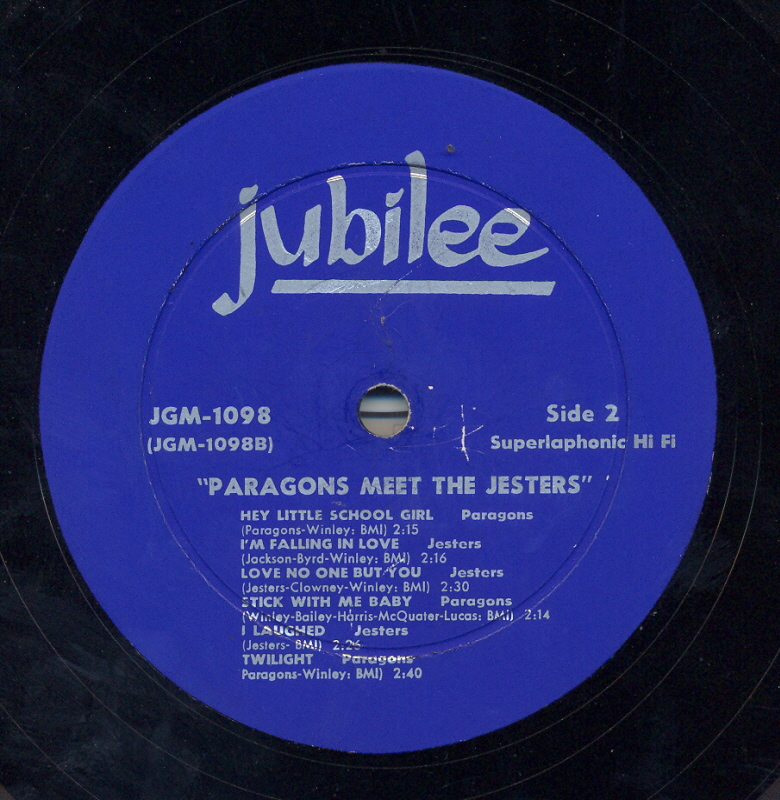 jubilee
JGM-1098 Side 2
(JGM-1098B) Superlaphonic Hi Fi
"PARAGONS MEET THE JESTERS"
HEY LITTLE SCHOOL GIRL Paragons
(Paragons-Winley: BMI) 2:15
I'M FALLING IN LOVE Jesters
(Jackson-Byrd-Winley: BMI) 2:16
LOVE NO ONE BUT YOU Jesters
(Jesters-Clowney-Winley: BMI) 2:30
STICK WITH ME BABY Paragons
(Winley-Bailey-Harris-McQuater-Lucas: BMI) 2:14
I LAUGHED Jesters
(Jesters- BMI) 2:26
TWILIGHT Paragons
Paragons-Winley: BMI) 2:40